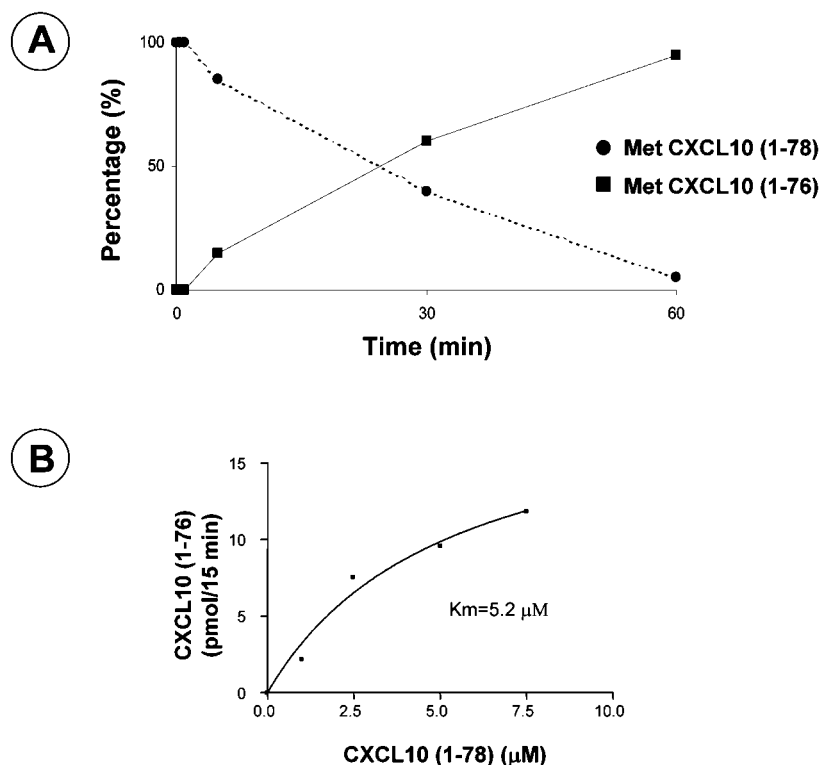 A
Percentage (%)
100
50
0
0 30 60
Time (min)
Met CXCL10 (1-78)
Met CXCL10 (1-76)
B
CXCL10 (1-76)
(pmol/15 min)
15
10
5
0
0.0 2.5 5.0 7.5 10.0
Km=5.2 μM
CXCL10 (1-78) (μM)